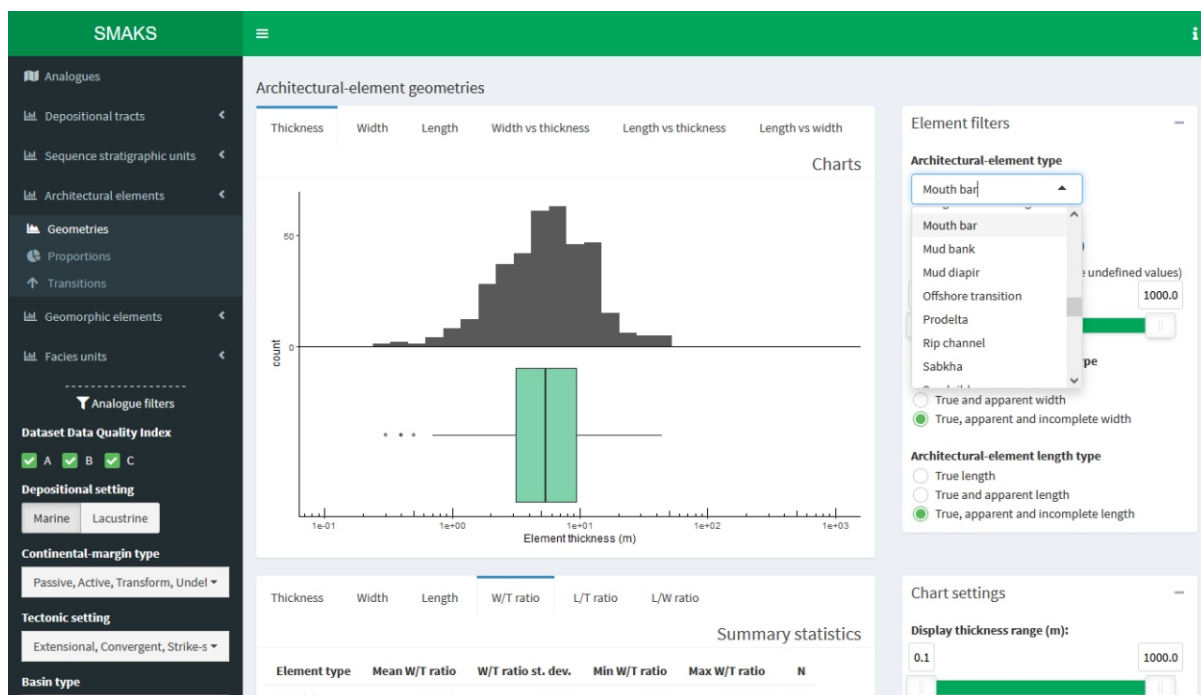 SMAKS
Analogues
Depositional tracts
Sequence stratigraphic units
Architectural elements
Geometries
Proportions
Transitions
Geomorphic elements
Facies units
Analogue filters
Dataset Data Quality Index
A B C
Depositional setting
Marine Lacustrine
Continental-margin type
Passive, Active, Transform, Undef
Tectonic setting
Extensional, Convergent, Strike-s
Basin type
Architectural-element geometries
Thickness Width Length Width vs thickness Length vs thickness Length vs width
Charts
50
0
count
1e-01 1e+00 1e+01 1e+02 1e+03
Element thickness (m)
Thickness Width Length W/T ratio L/T ratio L/W ratio
Summary statistics
Element type Mean W/T ratio W/T ratio st. dev. Min W/T ratio Max W/T ratio N
Element filters
Architectural-element type
Mouth bar
Mouth bar
Mud bank
Mud diapir
Offshore transition
Prodelta
Rip channel
Sabkha
undefined values)
1000.0
True and apparent width
True, apparent and incomplete width
Architectural-element length type
True length
True and apparent length
True, apparent and incomplete length
Chart settings
Display thickness range (m):
0.1 1000.0